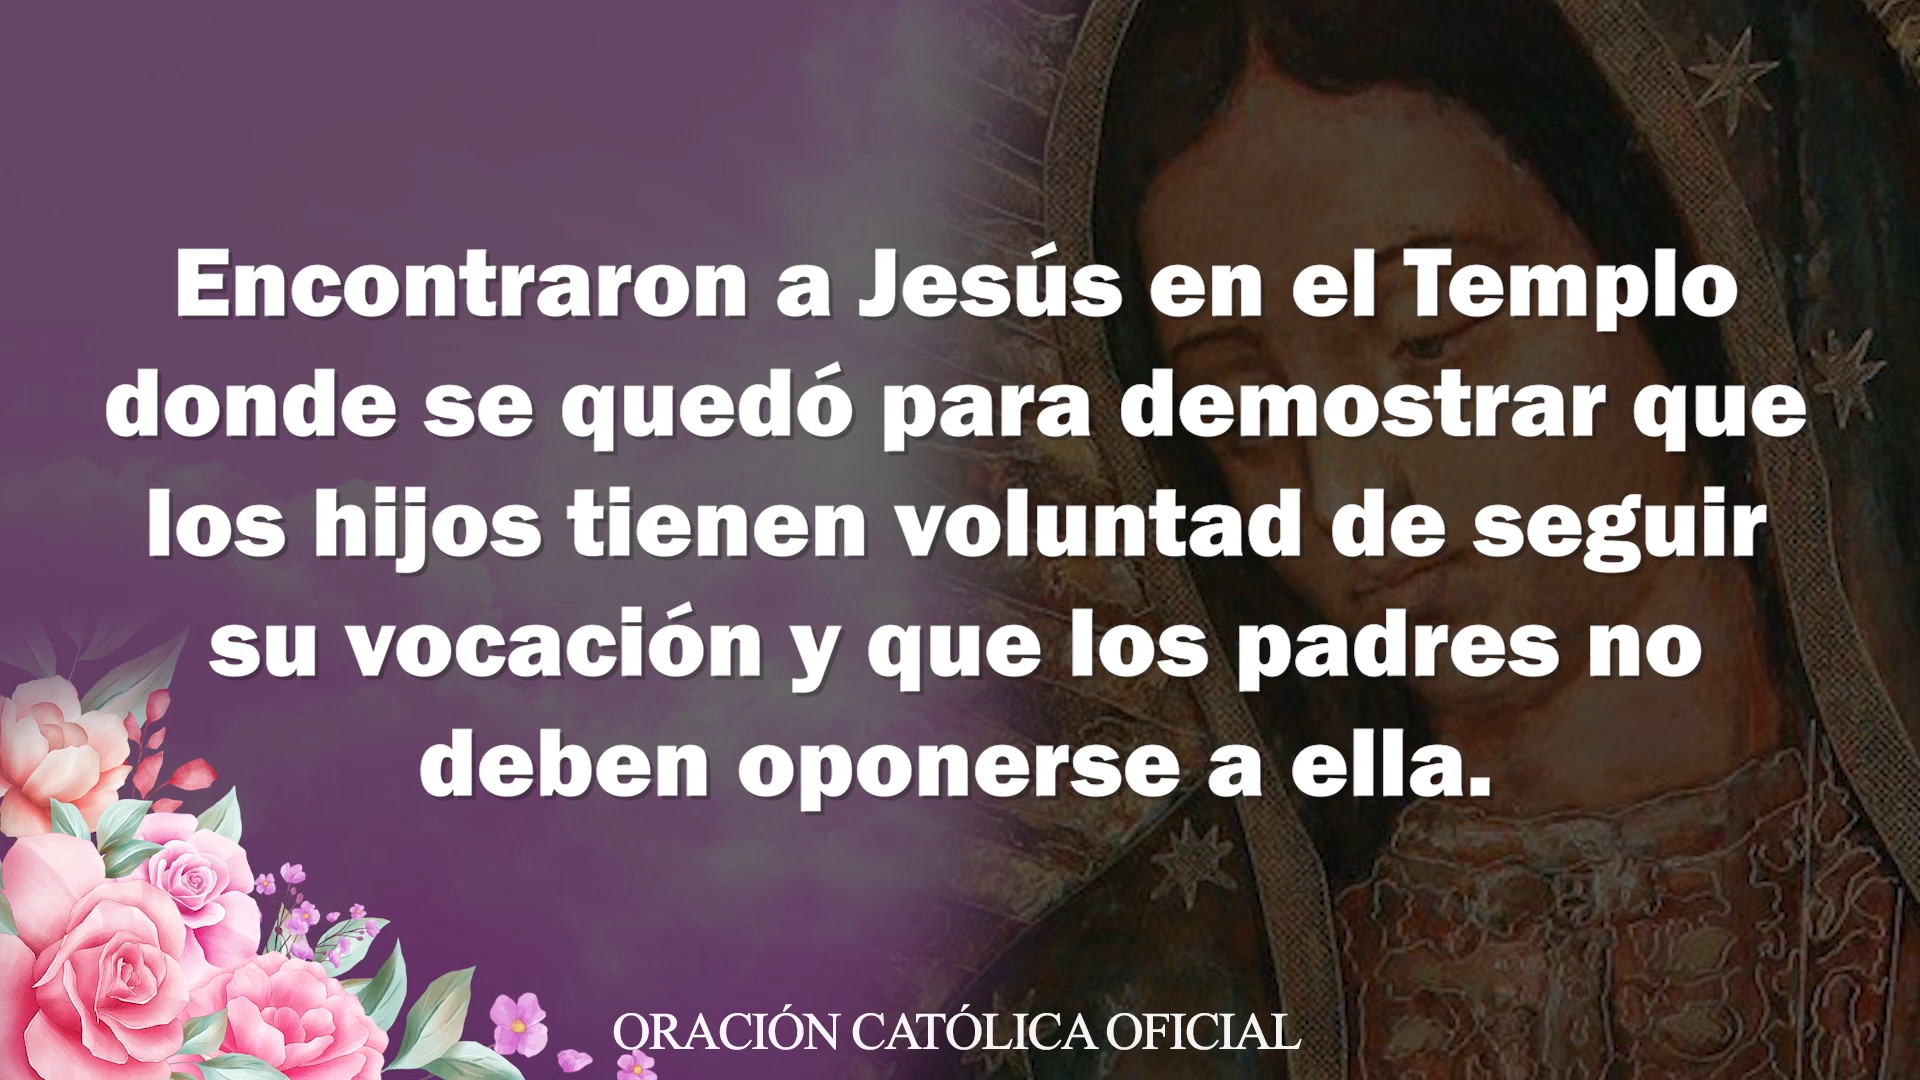 Encontraron a Jesús en el Templo
donde se quedó para demostrar que
los hijos tienen voluntad de seguir
su vocación y que los padres no
deben oponerse a ella.
ORACIÓN CATÓLICA OFICIAL